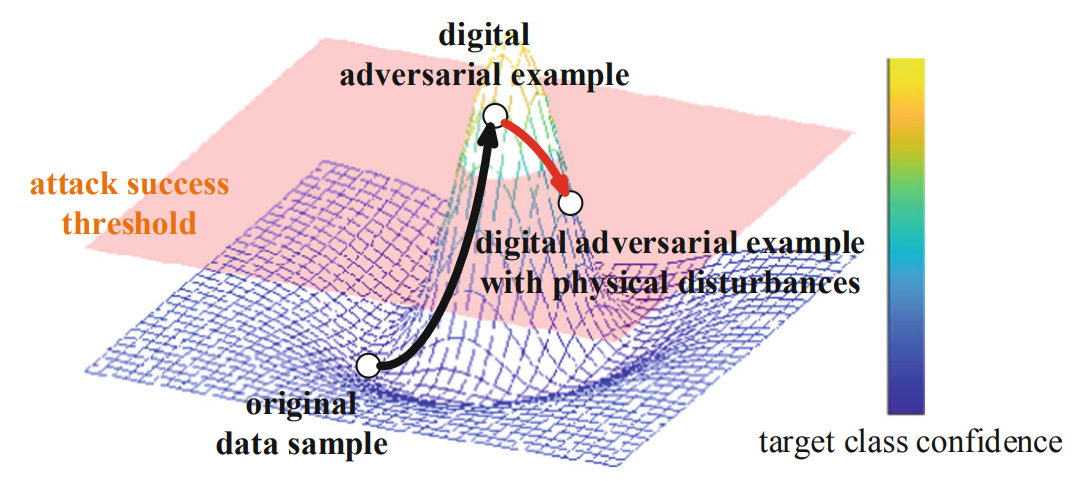 digital
adversarial example
attack success
threshold
digital adversarial example
with physical disturbances
original
data sample
target class confidence